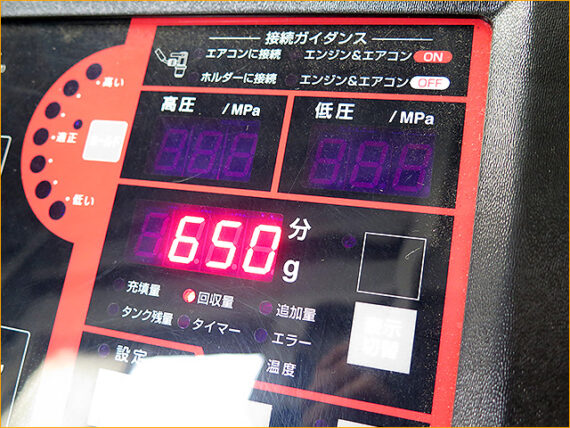 接続ガイダンス
エアコンに接続 エンジン&エアコン ON
ホルダーに接続 エンジン&エアコン OFF
高い
適正
低い
高圧 /MPa
低圧 /MPa
650 分
g
充填量 回収量 追加量
タンク残量 タイマー エラー
表示
切替
設定
温度